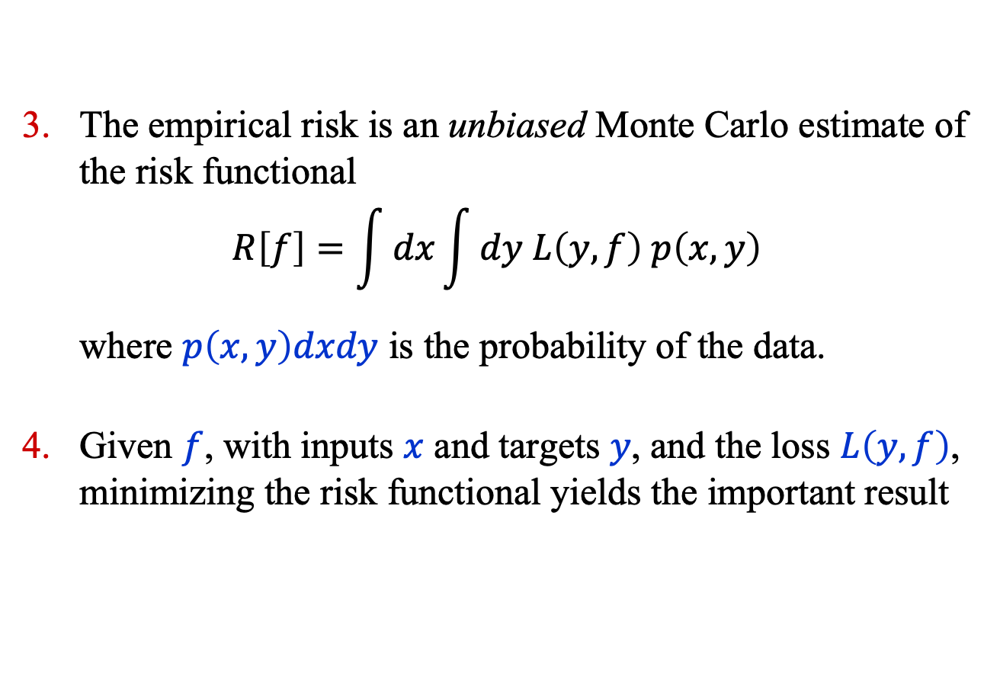 3. The empirical risk is an unbiased Monte Carlo estimate of
the risk functional
R[f] = ∫ dx ∫ dy L(y, f) p(x, y)
where p(x, y)dxdy is the probability of the data.
4. Given f, with inputs x and targets y, and the loss L(y, f),
minimizing the risk functional yields the important result